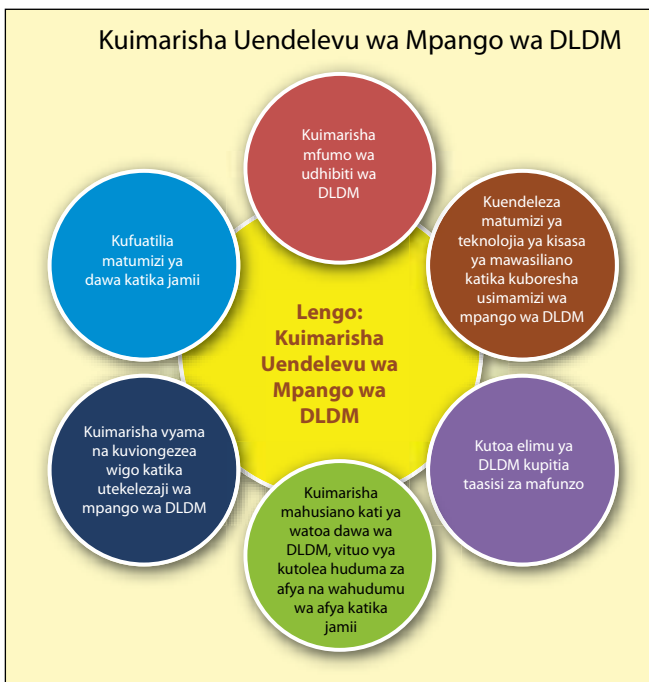 Kuimarisha Uendelevu wa Mpango wa DLDM
Kuimarisha
mfumo wa
udhibiti wa
DLDM
Kuendeleza
matumizi ya
teknolojia ya kisasa
ya mawasiliano
katika kuboresha
usimamizi wa
mpango wa DLDM
Kutoa elimu ya
DLDM kupitia
taasisi za mafunzo
Kuimarisha
mahusiano kati ya
watoa dawa wa
DLDM, vituo vya
kutolea huduma za
afya na wahudumu
wa afya katika
jamii
Kuimarisha vyama
na kuviongezea
wigo katika
utekelezaji wa
mpango wa DLDM
Kufuatilia
matumizi ya
dawa katika jamii
Lengo:
Kuimarisha
Uendelevu wa
Mpango wa
DLDM